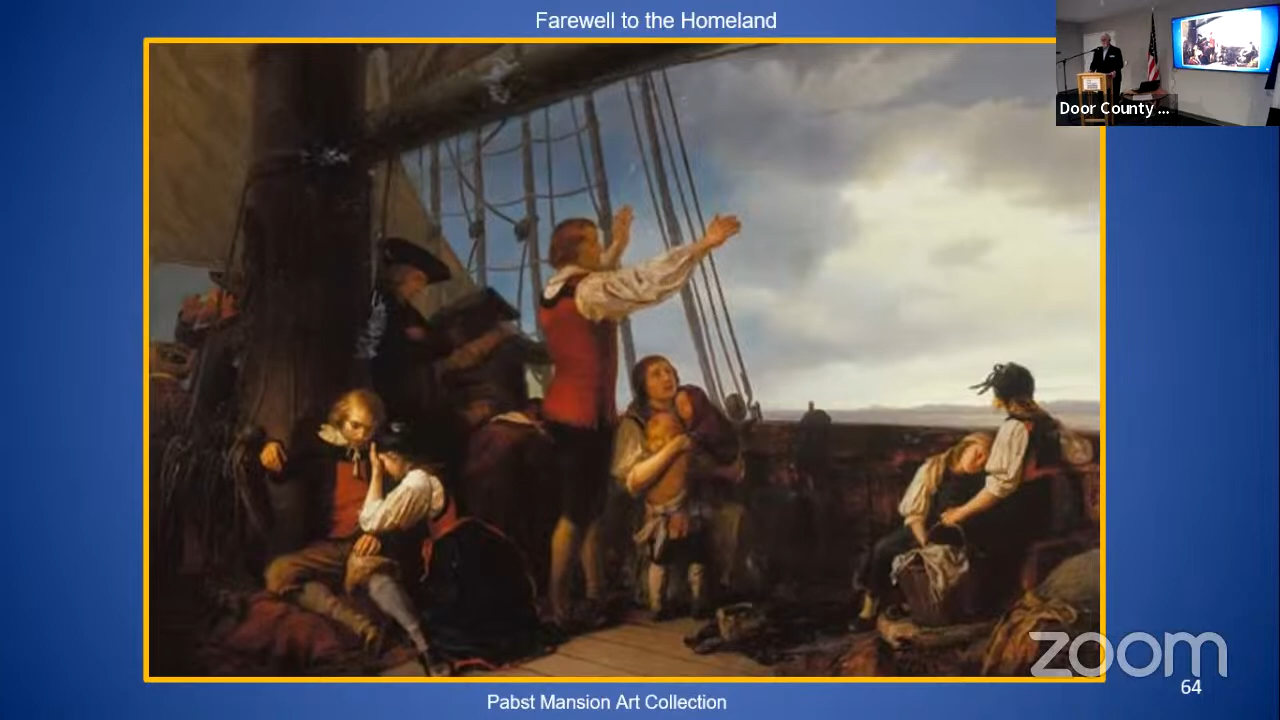 Farewell to the Homeland
Door County ...
zoom
64
Pabst Mansion Art Collection